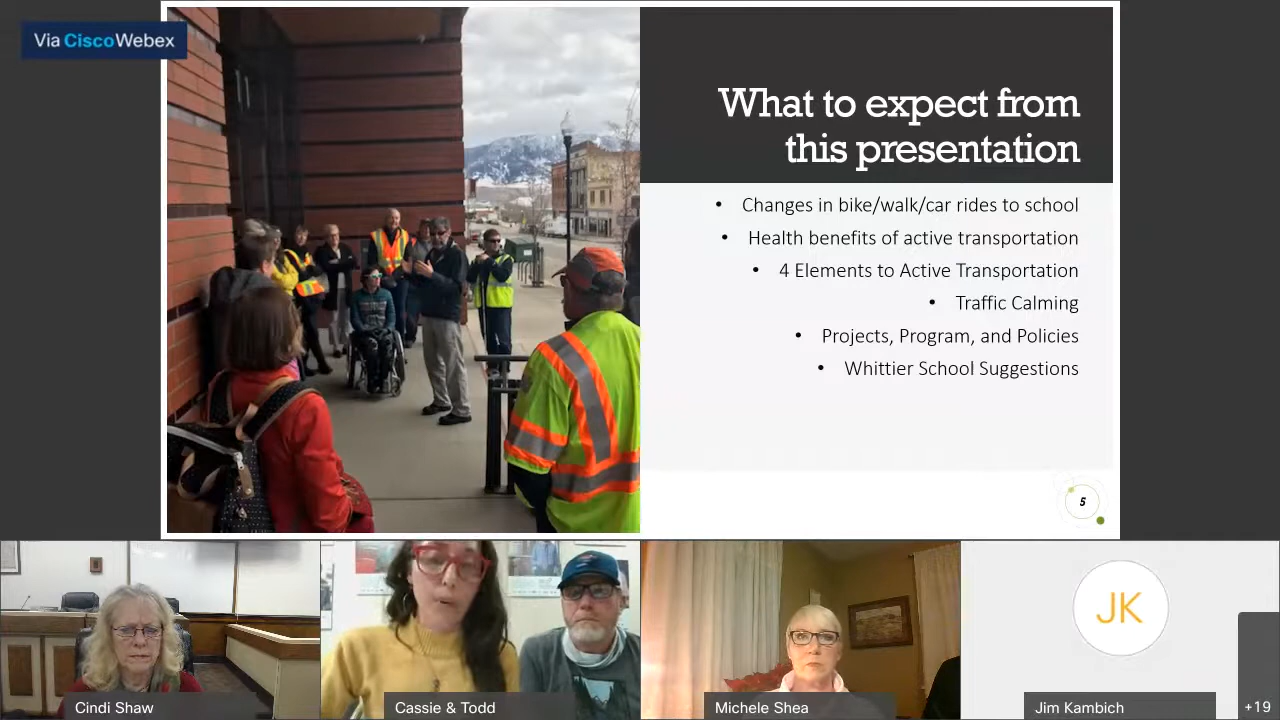 Via Cisco Webex
What to expect from
this presentation
• Changes in bike/walk/car rides to school
• Health benefits of active transportation
• 4 Elements to Active Transportation
• Traffic Calming
• Projects, Program, and Policies
• Whittier School Suggestions
5
JK
Cindi Shaw
Cassie & Todd
Michele Shea
Jim Kambich
+19